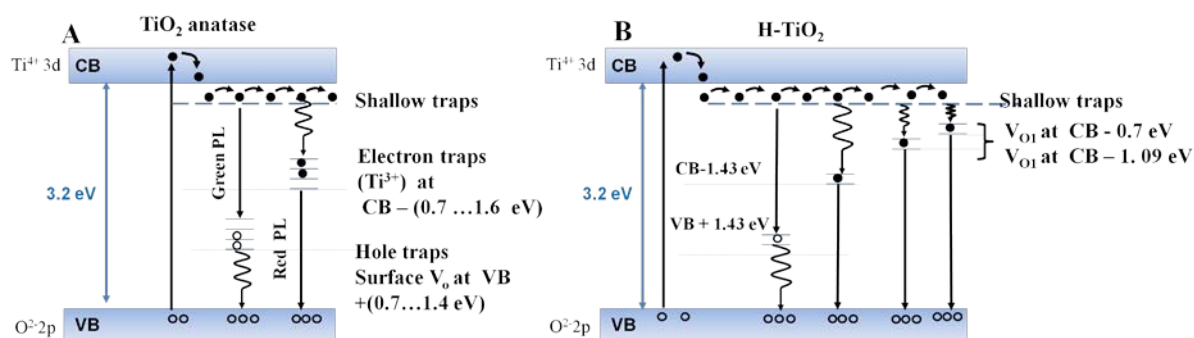 A
TiO₂ anatase
Ti⁴⁺ 3d
CB
Shallow traps
3.2 eV
Green PL
Red PL
Electron traps
(Ti³⁺) at
CB – (0.7 ...1.6 eV)
Hole traps
Surface Vₒ at VB
+(0.7...1.4 eV)
O²⁻2p
VB
B
H-TiO₂
Ti⁴⁺ 3d
CB
Shallow traps
V_O1 at CB - 0.7 eV
V_O1 at CB – 1. 09 eV
CB-1.43 eV
3.2 eV
VB + 1.43 eV
O²⁻2p
VB